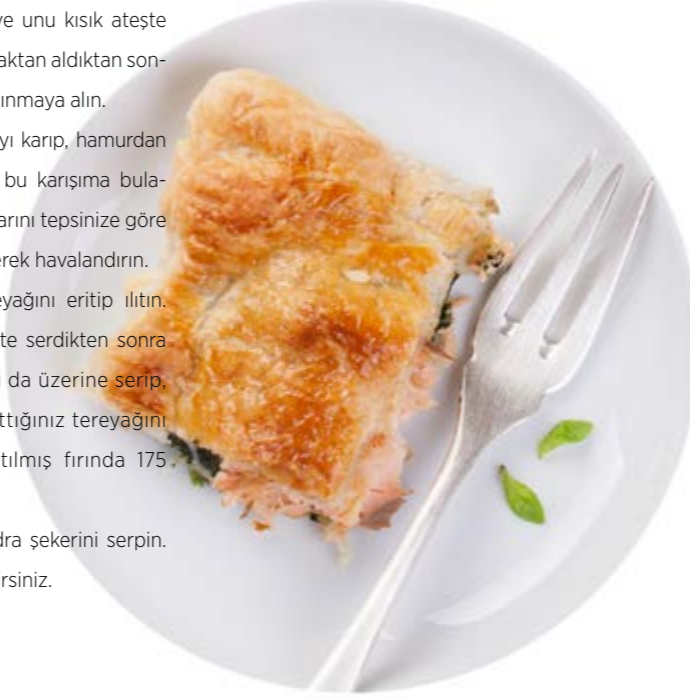 ve unu kısık ateşte
aktan aldıktan son-
ınmaya alın.
yı karıp, hamurdan
bu karışıma bula-
arını tepsinize göre
erek havalandırın.
eyağını eritip ılıtın.
te serdikten sonra
da üzerine serip,
ttığınız tereyağını
tılmış fırında 175
dra şekerini serpin.
rsiniz.